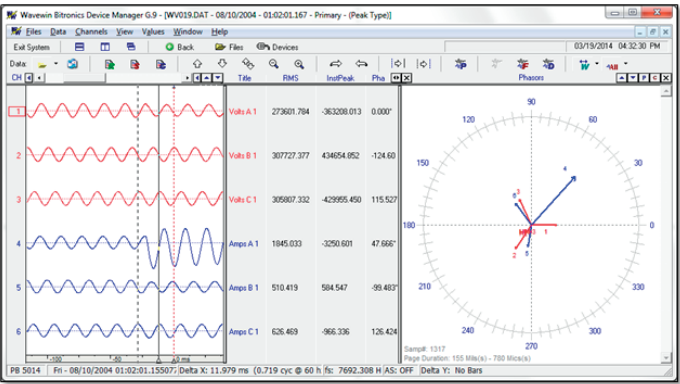 Wavewin Bitronics Device Manager G.9 - [WV019.DAT - 08/10/2004 - 01:02:01.167 - Primary - (Peak Type)]
Files Data Channels View Values Window Help
Exit System Back Files Devices 03/19/2014 04:32:30 PM
Data:
CH Title RMS InstPeak Pha Phasors P C X
1 Volts A 1 273601.784 -363208.013 0.000°
2 Volts B 1 307727.377 434654.852 -124.60
3 Volts C 1 305807.332 -429955.450 115.527
4 Amps A 1 1845.033 -3250.601 47.666°
5 Amps B 1 510.419 584.547 -99.483°
6 Amps C 1 626.469 -966.336 126.424
-100 -50 0 ms
90
120 60
150 30
180 0
210 330
240 300
270
4
3
6
1
2
5
Samp#: 1317
Page Duration: 155 Mils(s) - 780 Mics(s)
PB 5014 Fri - 08/10/2004 01:02:01.155077 Delta X: 11.979 ms (0.719 cyc @ 60 h fs: 7692.308 H AS: OFF Delta Y: No Bars